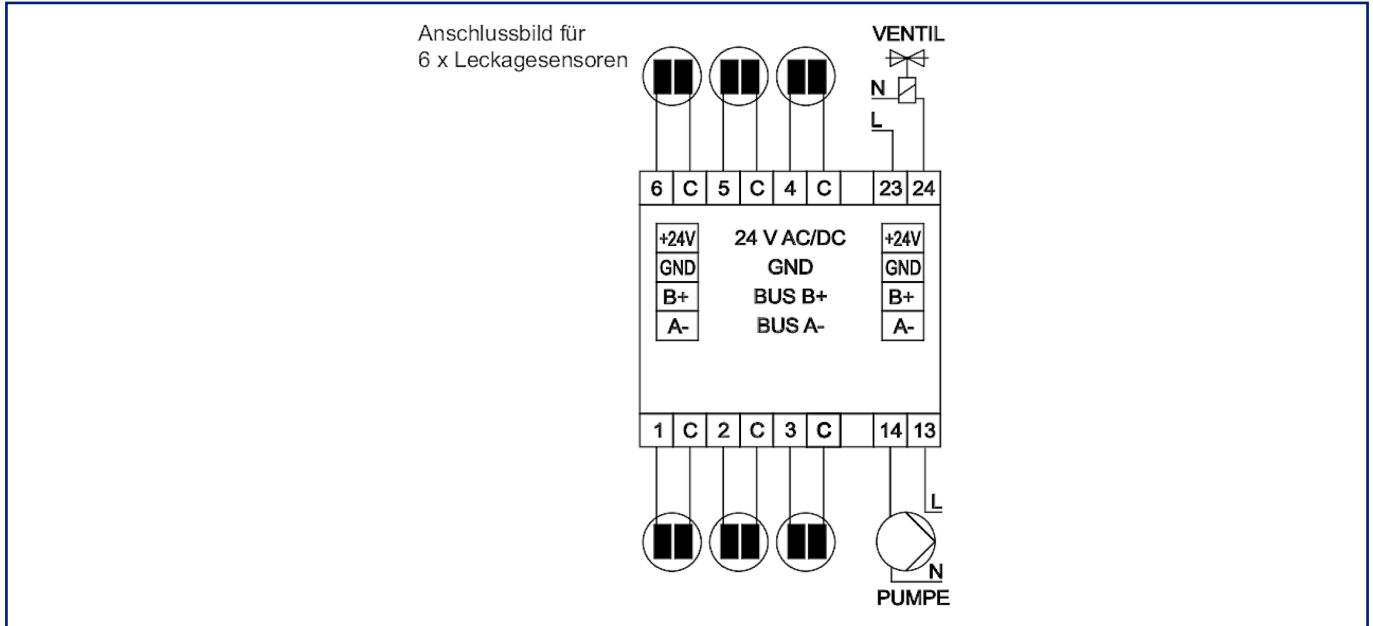 Anschlussbild für
6 x Leckagesensoren
VENTIL
N
L
6 C 5 C 4 C 23 24
+24V 24 V AC/DC +24V
GND GND GND
B+ BUS B+ B+
A- BUS A- A-
1 C 2 C 3 C 14 13
L
N
PUMPE